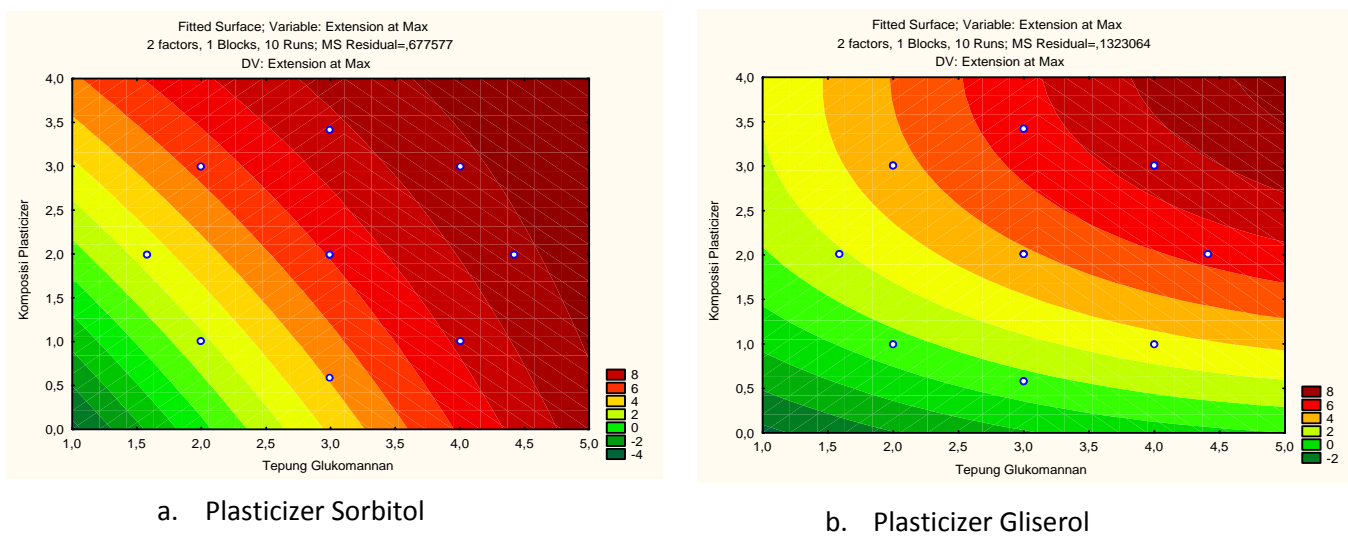 Fitted Surface; Variable: Extension at Max
2 factors, 1 Blocks, 10 Runs; MS Residual=,677577
DV: Extension at Max
4,0
3,5
3,0
2,5
2,0
1,5
1,0
0,5
0,0
Komposisi Plasticizer
1,0 1,5 2,0 2,5 3,0 3,5 4,0 4,5 5,0
Tepung Glukomannan
8
6
4
2
0
-2
-4
a. Plasticizer Sorbitol
Fitted Surface; Variable: Extension at Max
2 factors, 1 Blocks, 10 Runs; MS Residual=,1323064
DV: Extension at Max
4,0
3,5
3,0
2,5
2,0
1,5
1,0
0,5
0,0
Komposisi Plasticizer
1,0 1,5 2,0 2,5 3,0 3,5 4,0 4,5 5,0
Tepung Glukomannan
8
6
4
2
0
-2
b. Plasticizer Gliserol